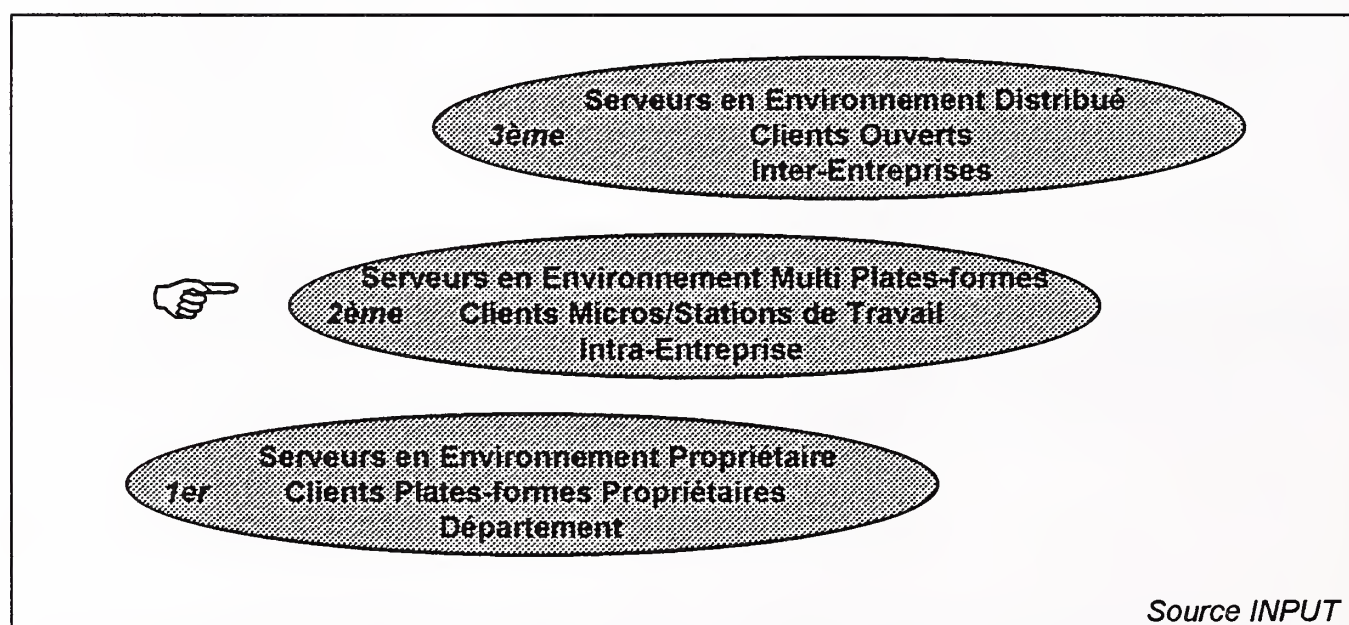 Serveurs en Environnement Distribué
3ème Clients Ouverts
Inter-Entreprises
Serveurs en Environnement Multi Plates-formes
2ème Clients Micros/Stations de Travail
Intra-Entreprise
Serveurs en Environnement Propriétaire
1er Clients Plates-formes Propriétaires
Département
Source INPUT